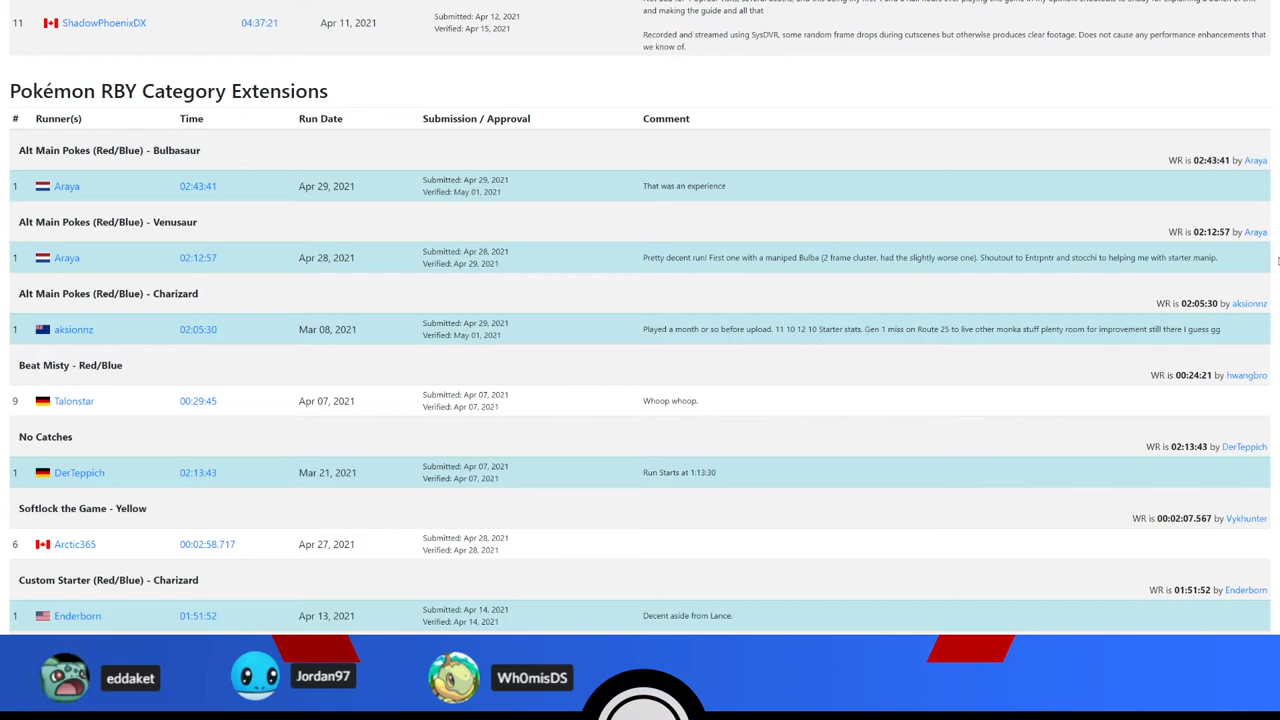 and making the guide and all that
11 ShadowPhoenixDX 04:37:21 Apr 11, 2021 Submitted: Apr 12, 2021
Verified: Apr 15, 2021
Recorded and streamed using SysDVR, some random frame drops during cutscenes but otherwise produces clear footage. Does not cause any performance enhancements that
we know of.
Pokémon RBY Category Extensions
# Runner(s) Time Run Date Submission / Approval Comment
Alt Main Pokes (Red/Blue) - Bulbasaur
WR is 02:43:41 by Araya
1 Araya 02:43:41 Apr 29, 2021 Submitted: Apr 29, 2021 That was an experience
Verified: May 01, 2021
Alt Main Pokes (Red/Blue) - Venusaur
WR is 02:12:57 by Araya
1 Araya 02:12:57 Apr 28, 2021 Submitted: Apr 28, 2021 Pretty decent run! First one with a maniped Bulba (2 frame cluster, had the slightly worse one). Shoutout to Entrpntr and stocchi to helping me with starter manip.
Verified: Apr 29, 2021
Alt Main Pokes (Red/Blue) - Charizard
WR is 02:05:30 by aksionnz
1 aksionnz 02:05:30 Mar 08, 2021 Submitted: Apr 29, 2021 Played a month or so before upload. 11 10 12 10 Starter stats. Gen 1 miss on Route 25 to live other monka stuff plenty room for improvement still there I guess gg
Verified: May 01, 2021
Beat Misty - Red/Blue
WR is 00:24:21 by hwangbro
9 Talonstar 00:29:45 Apr 07, 2021 Submitted: Apr 07, 2021 Whoop whoop.
Verified: Apr 07, 2021
No Catches
WR is 02:13:43 by DerTeppich
1 DerTeppich 02:13:43 Mar 21, 2021 Submitted: Apr 07, 2021 Run Starts at 1:13:30
Verified: Apr 07, 2021
Softlock the Game - Yellow
WR is 00:02:07.567 by Vykhunter
6 Arctic365 00:02:58.717 Apr 27, 2021 Submitted: Apr 28, 2021
Verified: Apr 28, 2021
Custom Starter (Red/Blue) - Charizard
WR is 01:51:52 by Enderborn
1 Enderborn 01:51:52 Apr 13, 2021 Submitted: Apr 14, 2021 Decent aside from Lance.
Verified: Apr 14, 2021
eddaket Jordan97 Wh0misDS